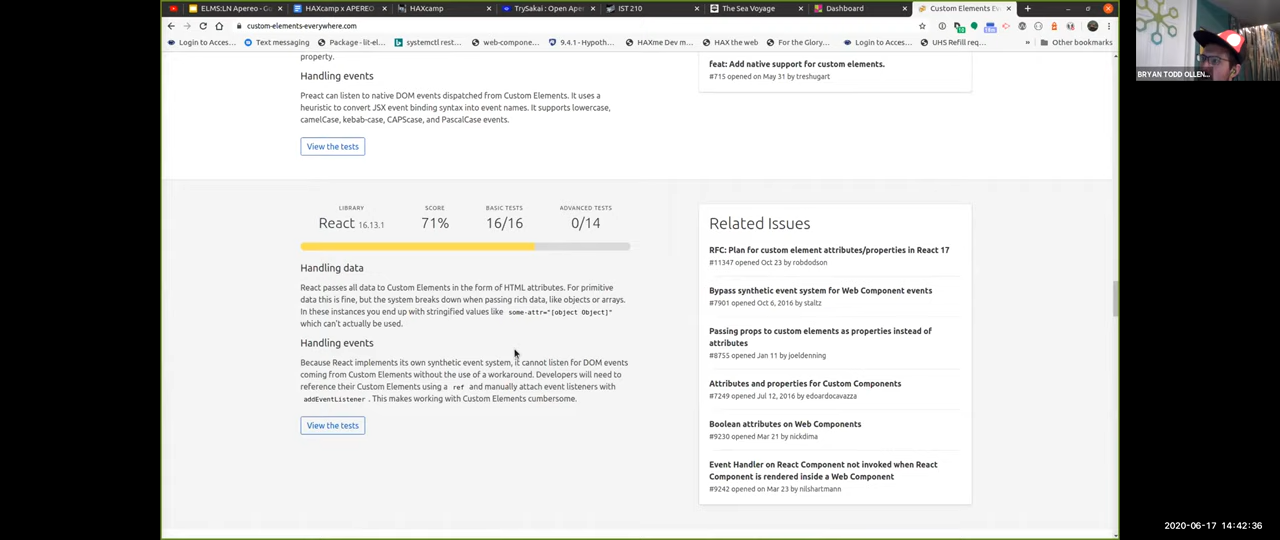 ELMS:LN Apereo - Go
HAXcamp x APEREO
HAXcamp
TrySakai : Open Aper
IST 210
The Sea Voyage
Dashboard
Custom Elements Ev
custom-elements-everywhere.com
Login to Acces...
Text messaging
Package - lit-el...
systemctl rest...
web-compone...
9.4.1 - Hypoth...
HAXme Dev m...
HAX the web
For the Glory...
Login to Acces...
UHS Refill req...
»
Other bookmarks
property.
Handling events
Preact can listen to native DOM events dispatched from Custom Elements. It uses a
heuristic to convert JSX event binding syntax into event names. It supports lowercase,
camelCase, kebab-case, CAPScase, and PascalCase events.
View the tests
feat: Add native support for custom elements.
#715 opened on May 31 by treshugart
LIBRARY
SCORE
BASIC TESTS
ADVANCED TESTS
React 16.13.1
71%
16/16
0/14
Handling data
React passes all data to Custom Elements in the form of HTML attributes. For primitive
data this is fine, but the system breaks down when passing rich data, like objects or arrays.
In these instances you end up with stringified values like some-attr="[object Object]"
which can't actually be used.
Handling events
Because React implements its own synthetic event system, it cannot listen for DOM events
coming from Custom Elements without the use of a workaround. Developers will need to
reference their Custom Elements using a ref and manually attach event listeners with
addEventListener . This makes working with Custom Elements cumbersome.
View the tests
Related Issues
RFC: Plan for custom element attributes/properties in React 17
#11347 opened Oct 23 by robdodson
Bypass synthetic event system for Web Component events
#7901 opened Oct 6, 2016 by staltz
Passing props to custom elements as properties instead of
attributes
#8755 opened Jan 11 by joeldenning
Attributes and properties for Custom Components
#7249 opened Jul 12, 2016 by edoardocavazza
Boolean attributes on Web Components
#9230 opened Mar 21 by nickdima
Event Handler on React Component not invoked when React
Component is rendered inside a Web Component
#9242 opened on Mar 23 by nilshartmann
BRYAN TODD OLLEN...
2020-06-17 14:42:36